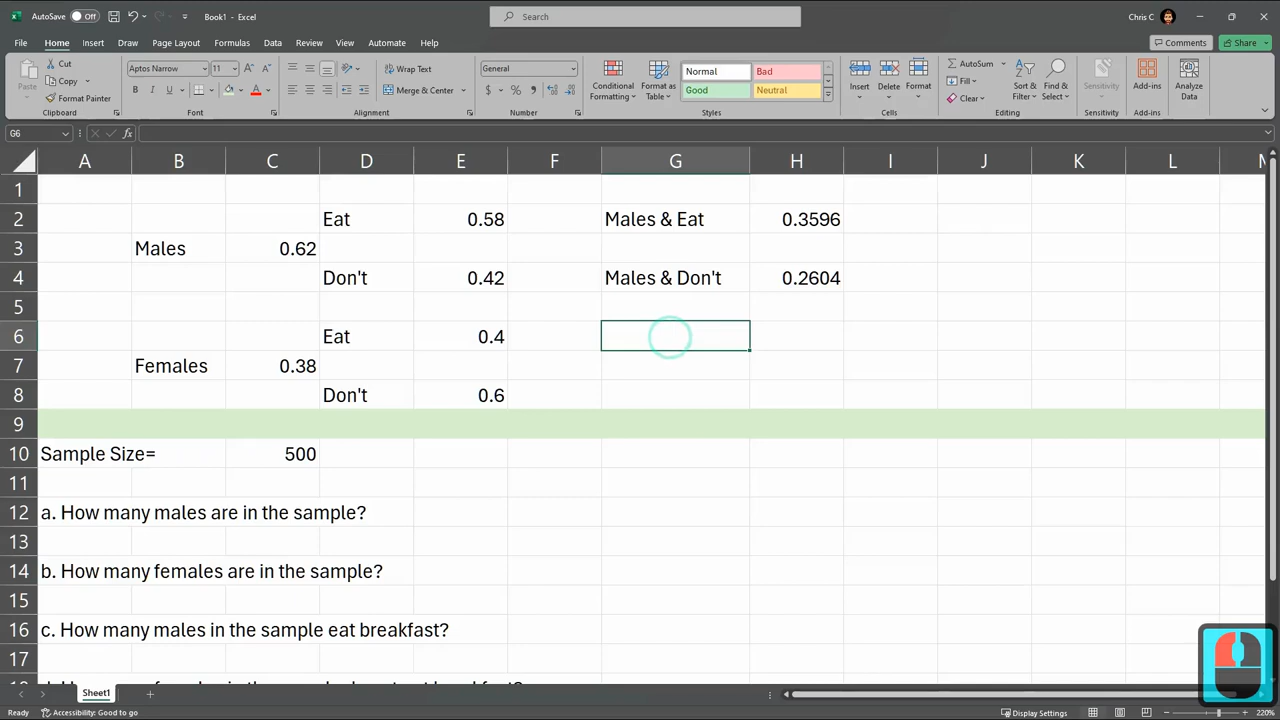 AutoSave Off Book1 - Excel Search Chris C
File Home Insert Draw Page Layout Formulas Data Review View Automate Help Comments Share
Paste Cut Copy Format Painter Clipboard
Aptos Narrow 11 A A B I U A Font
Wrap Text Merge & Center Alignment
General $ % Number
Conditional Formatting Format as Table Normal Bad Good Neutral Styles
Insert Delete Format Cells
AutoSum Fill Clear Sort & Filter Find & Select Editing
Sensitivity Sensitivity Add-ins Add-ins Analyze Data
G6 fx
A B C D E F G H I J K L
1
2 Eat 0.58 Males & Eat 0.3596
3 Males 0.62
4 Don't 0.42 Males & Don't 0.2604
5
6 Eat 0.4
7 Females 0.38
8 Don't 0.6
9
10 Sample Size= 500
11
12 a. How many males are in the sample?
13
14 b. How many females are in the sample?
15
16 c. How many males in the sample eat breakfast?
17
Sheet1
Ready Accessibility: Good to go Display Settings 220%